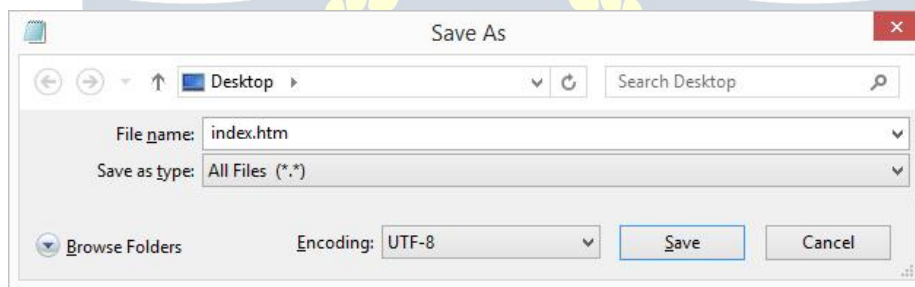 Save As
Desktop
Search Desktop
File name: index.htm
Save as type: All Files (*.*)
Browse Folders Encoding: UTF-8 Save Cancel